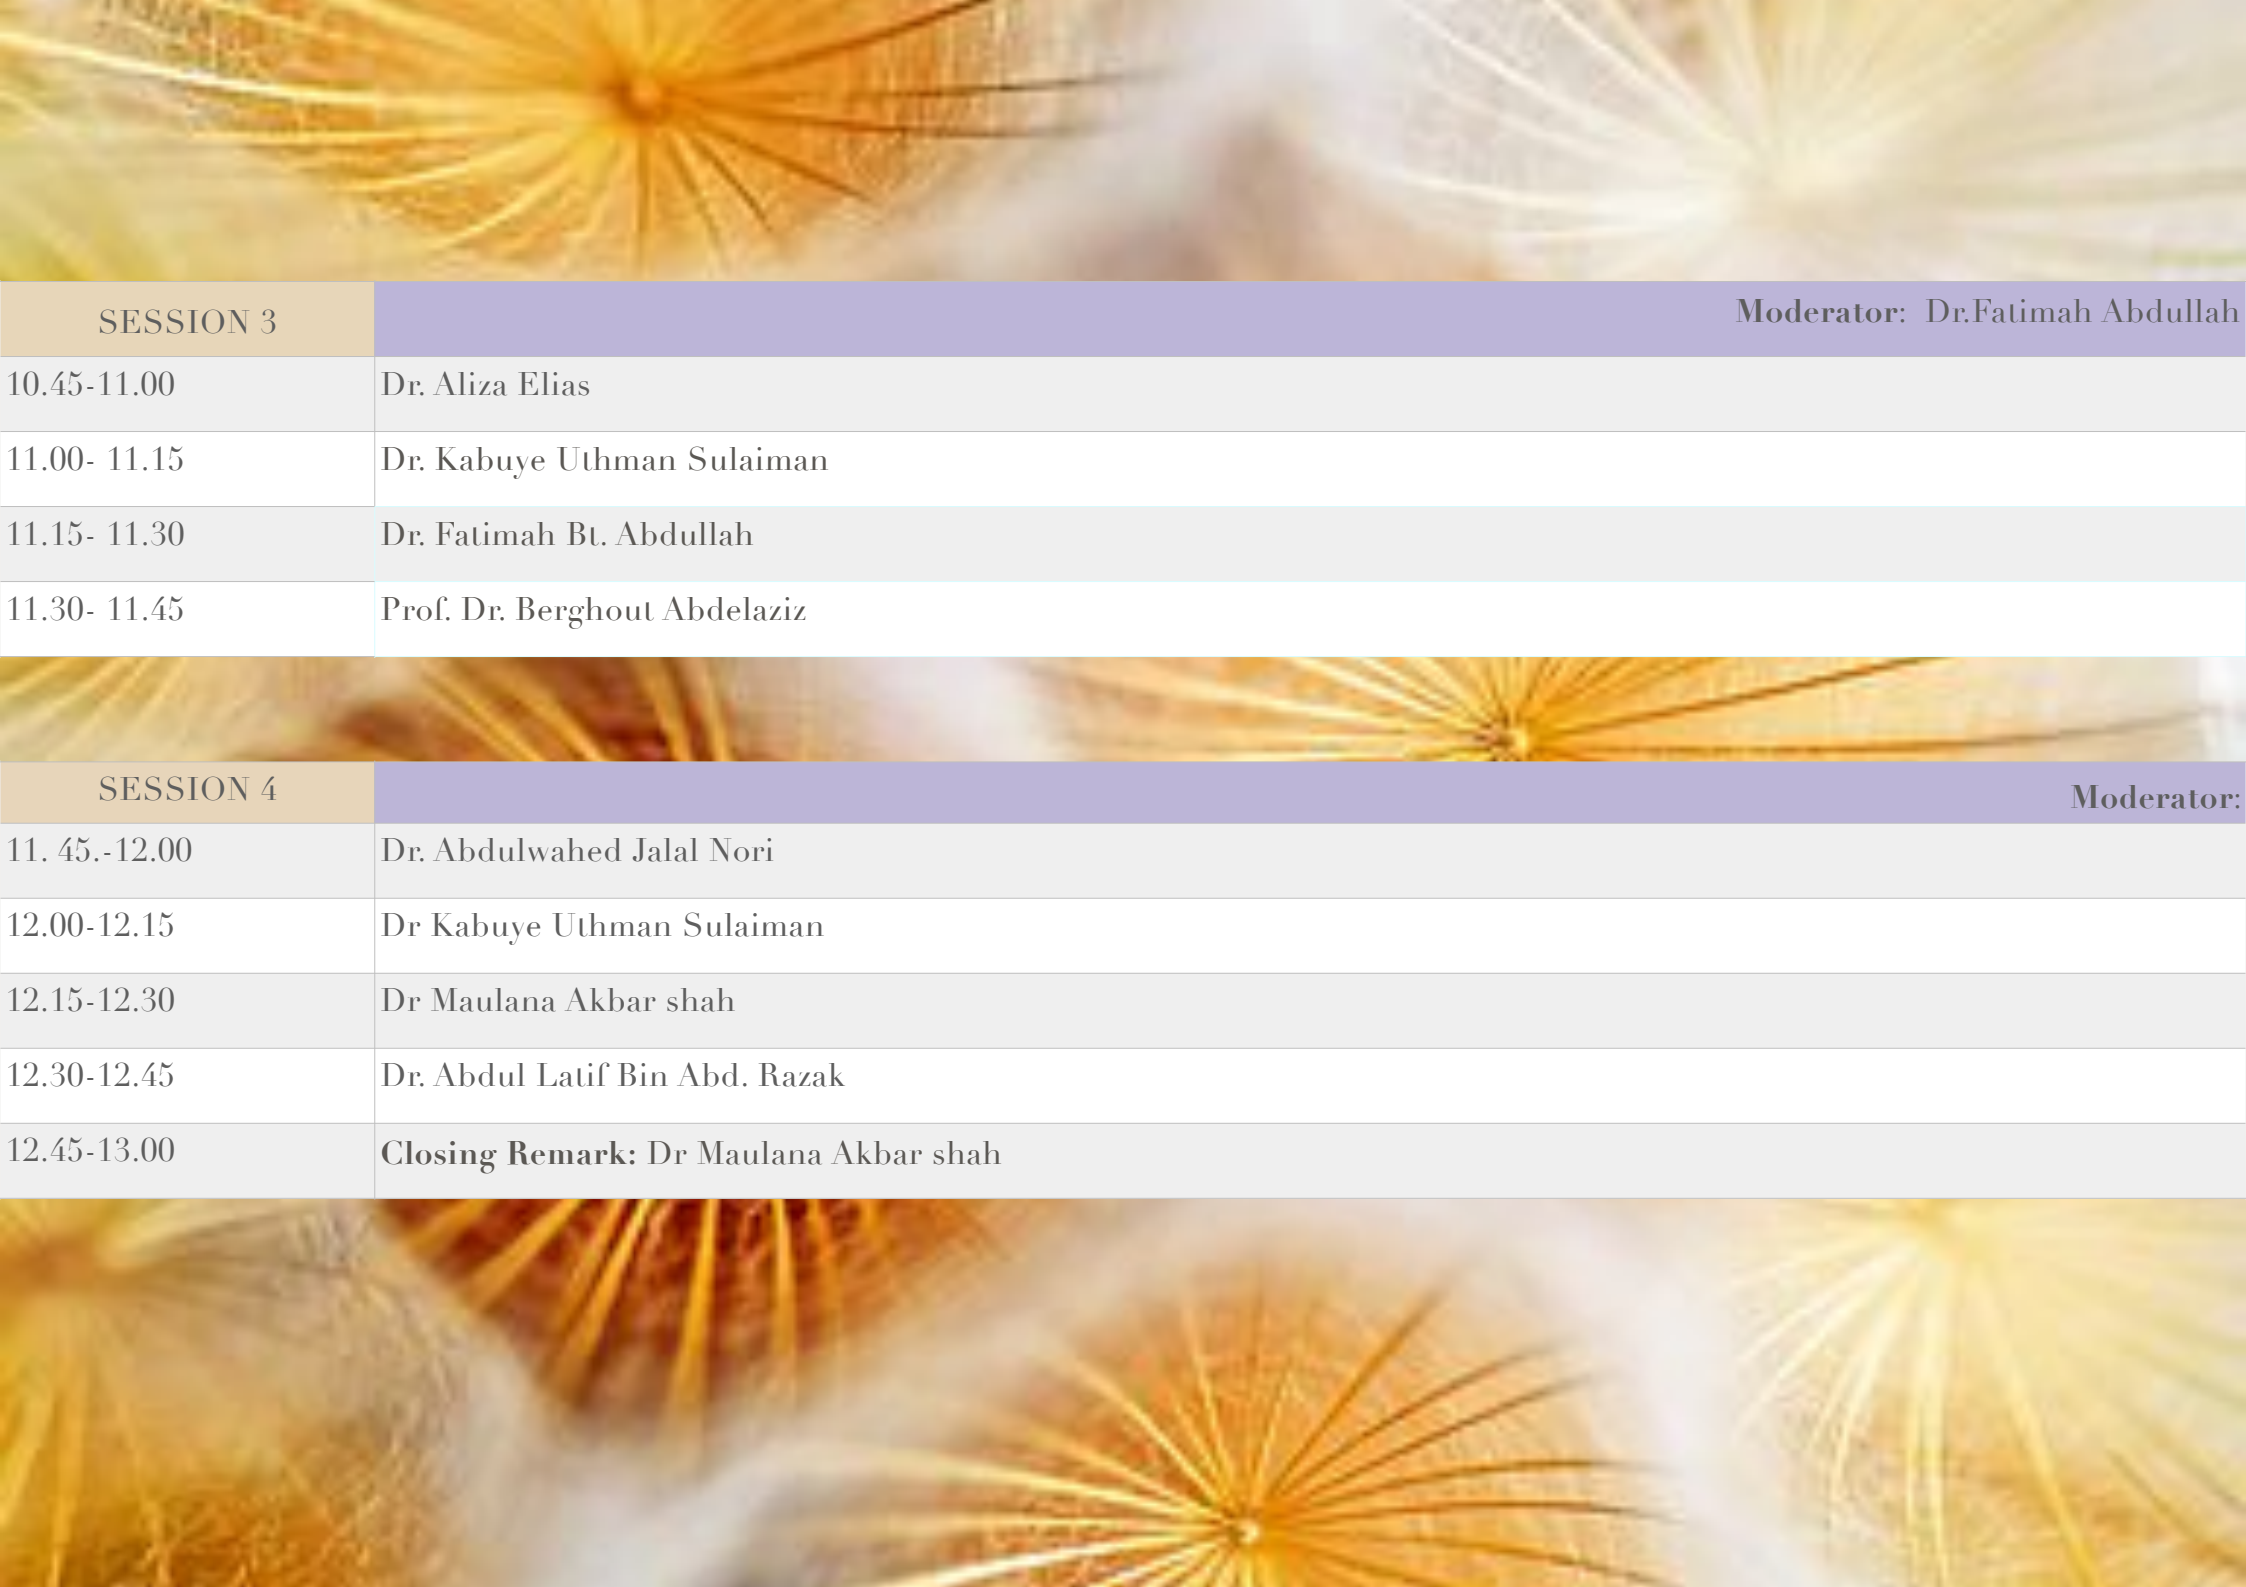 SESSION 3
Moderator: Dr.Fatimah Abdullah
10.45-11.00 Dr. Aliza Elias
11.00- 11.15 Dr. Kabuye Uthman Sulaiman
11.15- 11.30 Dr. Fatimah Bt. Abdullah
11.30- 11.45 Prof. Dr. Berghout Abdelaziz
SESSION 4
Moderator:
11. 45.-12.00 Dr. Abdulwahed Jalal Nori
12.00-12.15 Dr Kabuye Uthman Sulaiman
12.15-12.30 Dr Maulana Akbar shah
12.30-12.45 Dr. Abdul Latif Bin Abd. Razak
12.45-13.00 Closing Remark: Dr Maulana Akbar shah